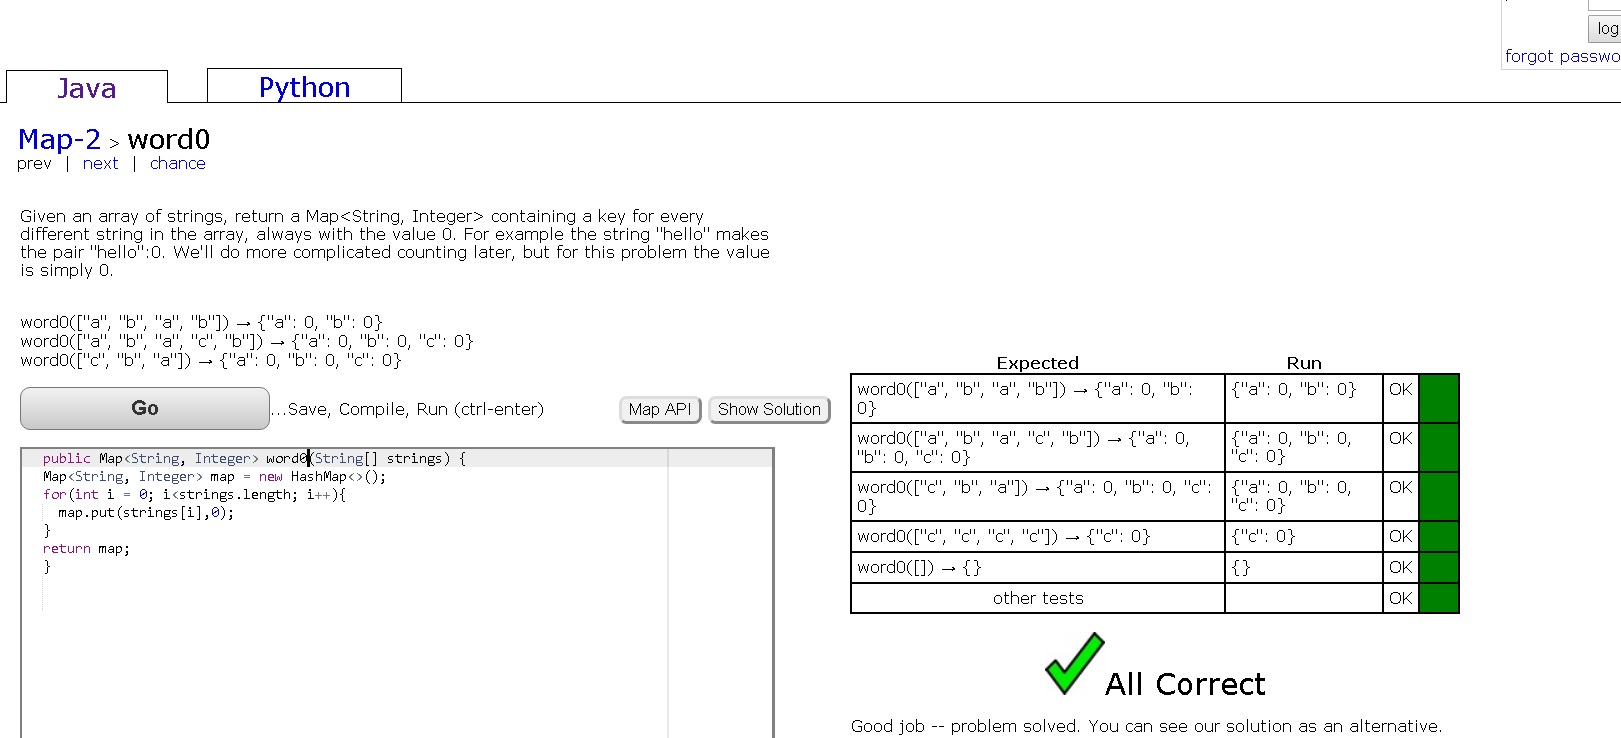 log
forgot passwo
Java
Python
Map-2 > word0
prev | next | chance
Given an array of strings, return a Map<String, Integer> containing a key for every
different string in the array, always with the value 0. For example the string "hello" makes
the pair "hello":0. We'll do more complicated counting later, but for this problem the value
is simply 0.
word0(["a", "b", "a", "b"]) → {"a": 0, "b": 0}
word0(["a", "b", "a", "c", "b"]) → {"a": 0, "b": 0, "c": 0}
word0(["c", "b", "a"]) → {"a": 0, "b": 0, "c": 0}
Go
...Save, Compile, Run (ctrl-enter)
Map API
Show Solution
public Map<String, Integer> word0(String[] strings) {
Map<String, Integer> map = new HashMap<>();
for(int i = 0; i<strings.length; i++){
map.put(strings[i],0);
}
return map;
}
Expected Run
word0(["a", "b", "a", "b"]) → {"a": 0, "b": {"a": 0, "b": 0} OK
0}
word0(["a", "b", "a", "c", "b"]) → {"a": 0, {"a": 0, "b": 0, OK
"b": 0, "c": 0} "c": 0}
word0(["c", "b", "a"]) → {"a": 0, "b": 0, "c": {"a": 0, "b": 0, OK
0} "c": 0}
word0(["c", "c", "c", "c"]) → {"c": 0} {"c": 0} OK
word0([]) → {} {} OK
other tests OK
All Correct
Good job -- problem solved. You can see our solution as an alternative.